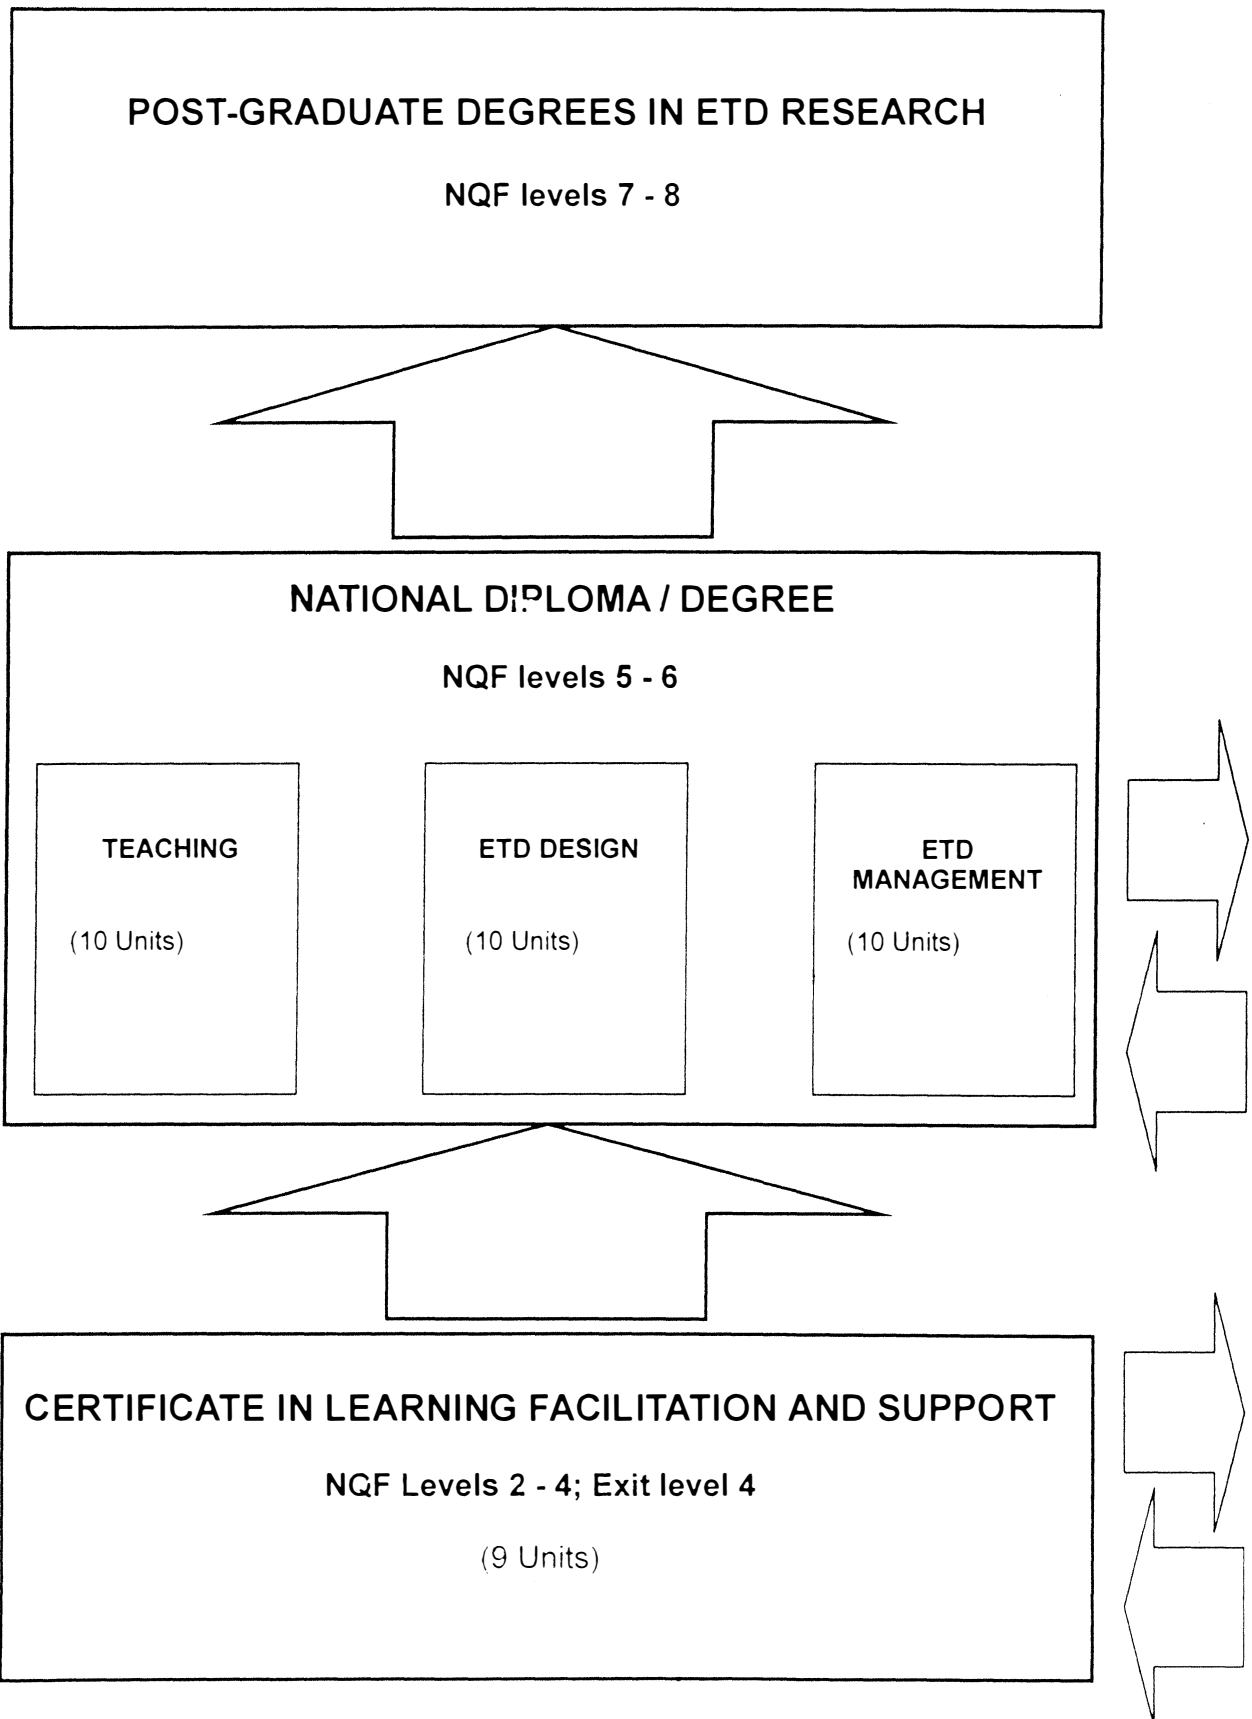 POST-GRADUATE DEGREES IN ETD RESEARCH
NQF levels 7 - 8
NATIONAL DIPLOMA / DEGREE
NQF levels 5 - 6
TEACHING
(10 Units)
ETD DESIGN
(10 Units)
ETD
MANAGEMENT
(10 Units)
CERTIFICATE IN LEARNING FACILITATION AND SUPPORT
NQF Levels 2 - 4; Exit level 4
(9 Units)